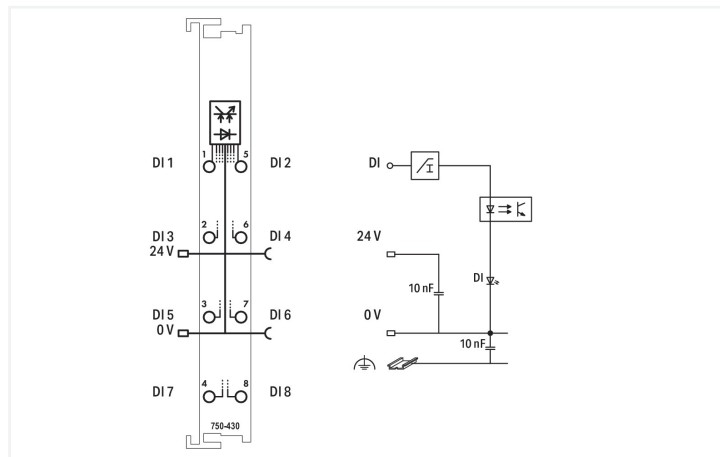 DI 1 1 5 DI 2
DI 3 2 6 DI 4
24 V
DI 5 3 7 DI 6
0 V
DI 7 4 8 DI 8
750-430
DI
24 V
10 nF
DI
0 V
10 nF